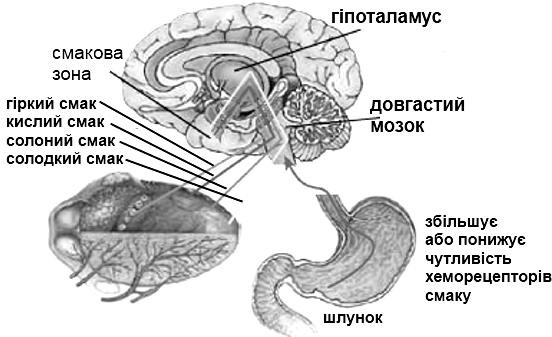 гіпоталамус
смакова
зона
гіркий смак
кислий смак
солоний смак
солодкий смак
довгастий
мозок
збільшує
або понижує
чутливість
хеморецепторів
смаку
шлунок